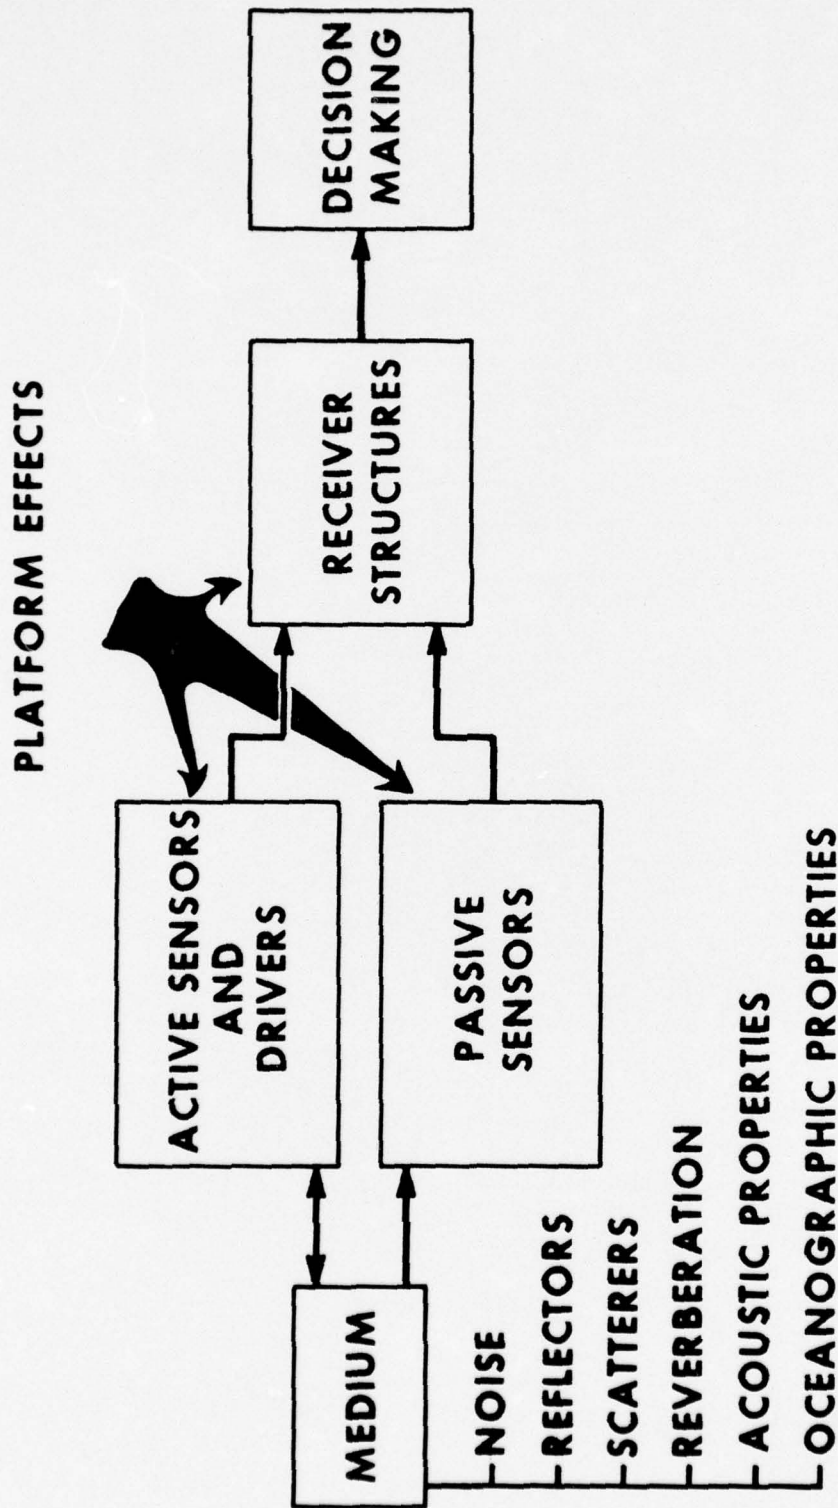 PLATFORM EFFECTS
ACTIVE SENSORS
AND
DRIVERS
MEDIUM
PASSIVE
SENSORS
RECEIVER
STRUCTURES
DECISION
MAKING
NOISE
REFLECTORS
SCATTERERS
REVERBERATION
ACOUSTIC PROPERTIES
OCEANOGRAPHIC PROPERTIES